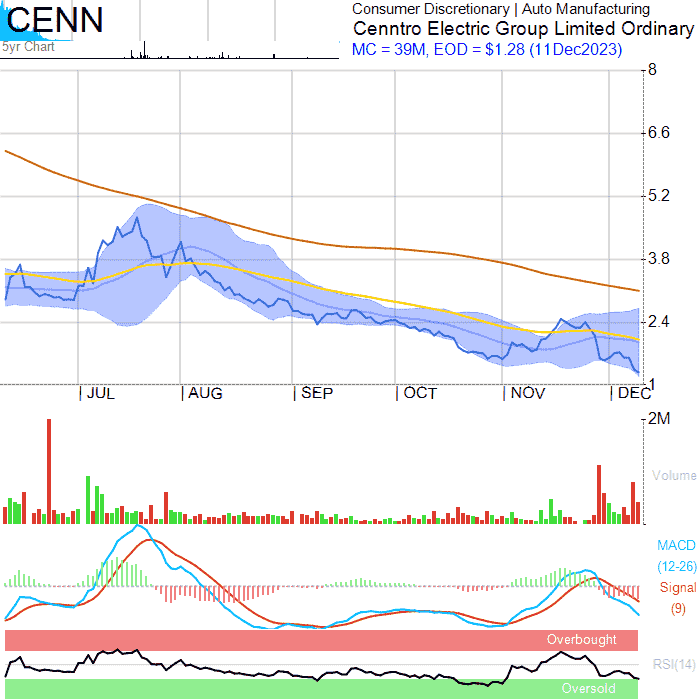 CENN
5yr Chart
Consumer Discretionary | Auto Manufacturing
Cenntro Electric Group Limited Ordinary
MC = 39M, EOD = $1.28 (11Dec2023)
8
6.6
5.2
3.8
2.4
1
| JUL | AUG | SEP | OCT | NOV | DEC
2M
Volume
MACD
(12-26)
Signal
(9)
Overbought
RSI(14)
Oversold